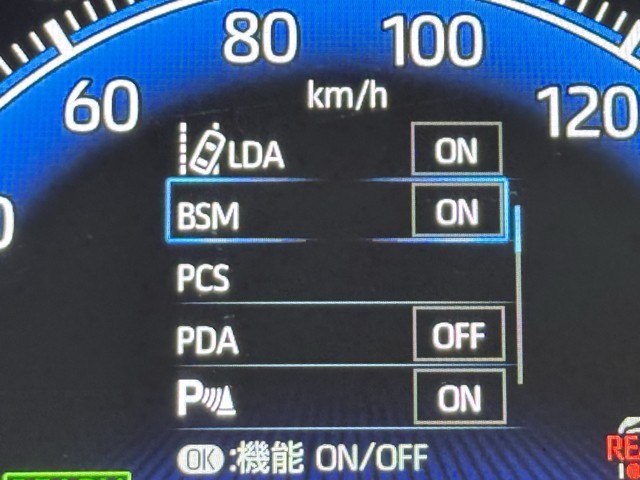 80 100
km/h
60 120
LDA ON
BSM ON
PCS
PDA OFF
P ON
OK :機能 ON/OFF